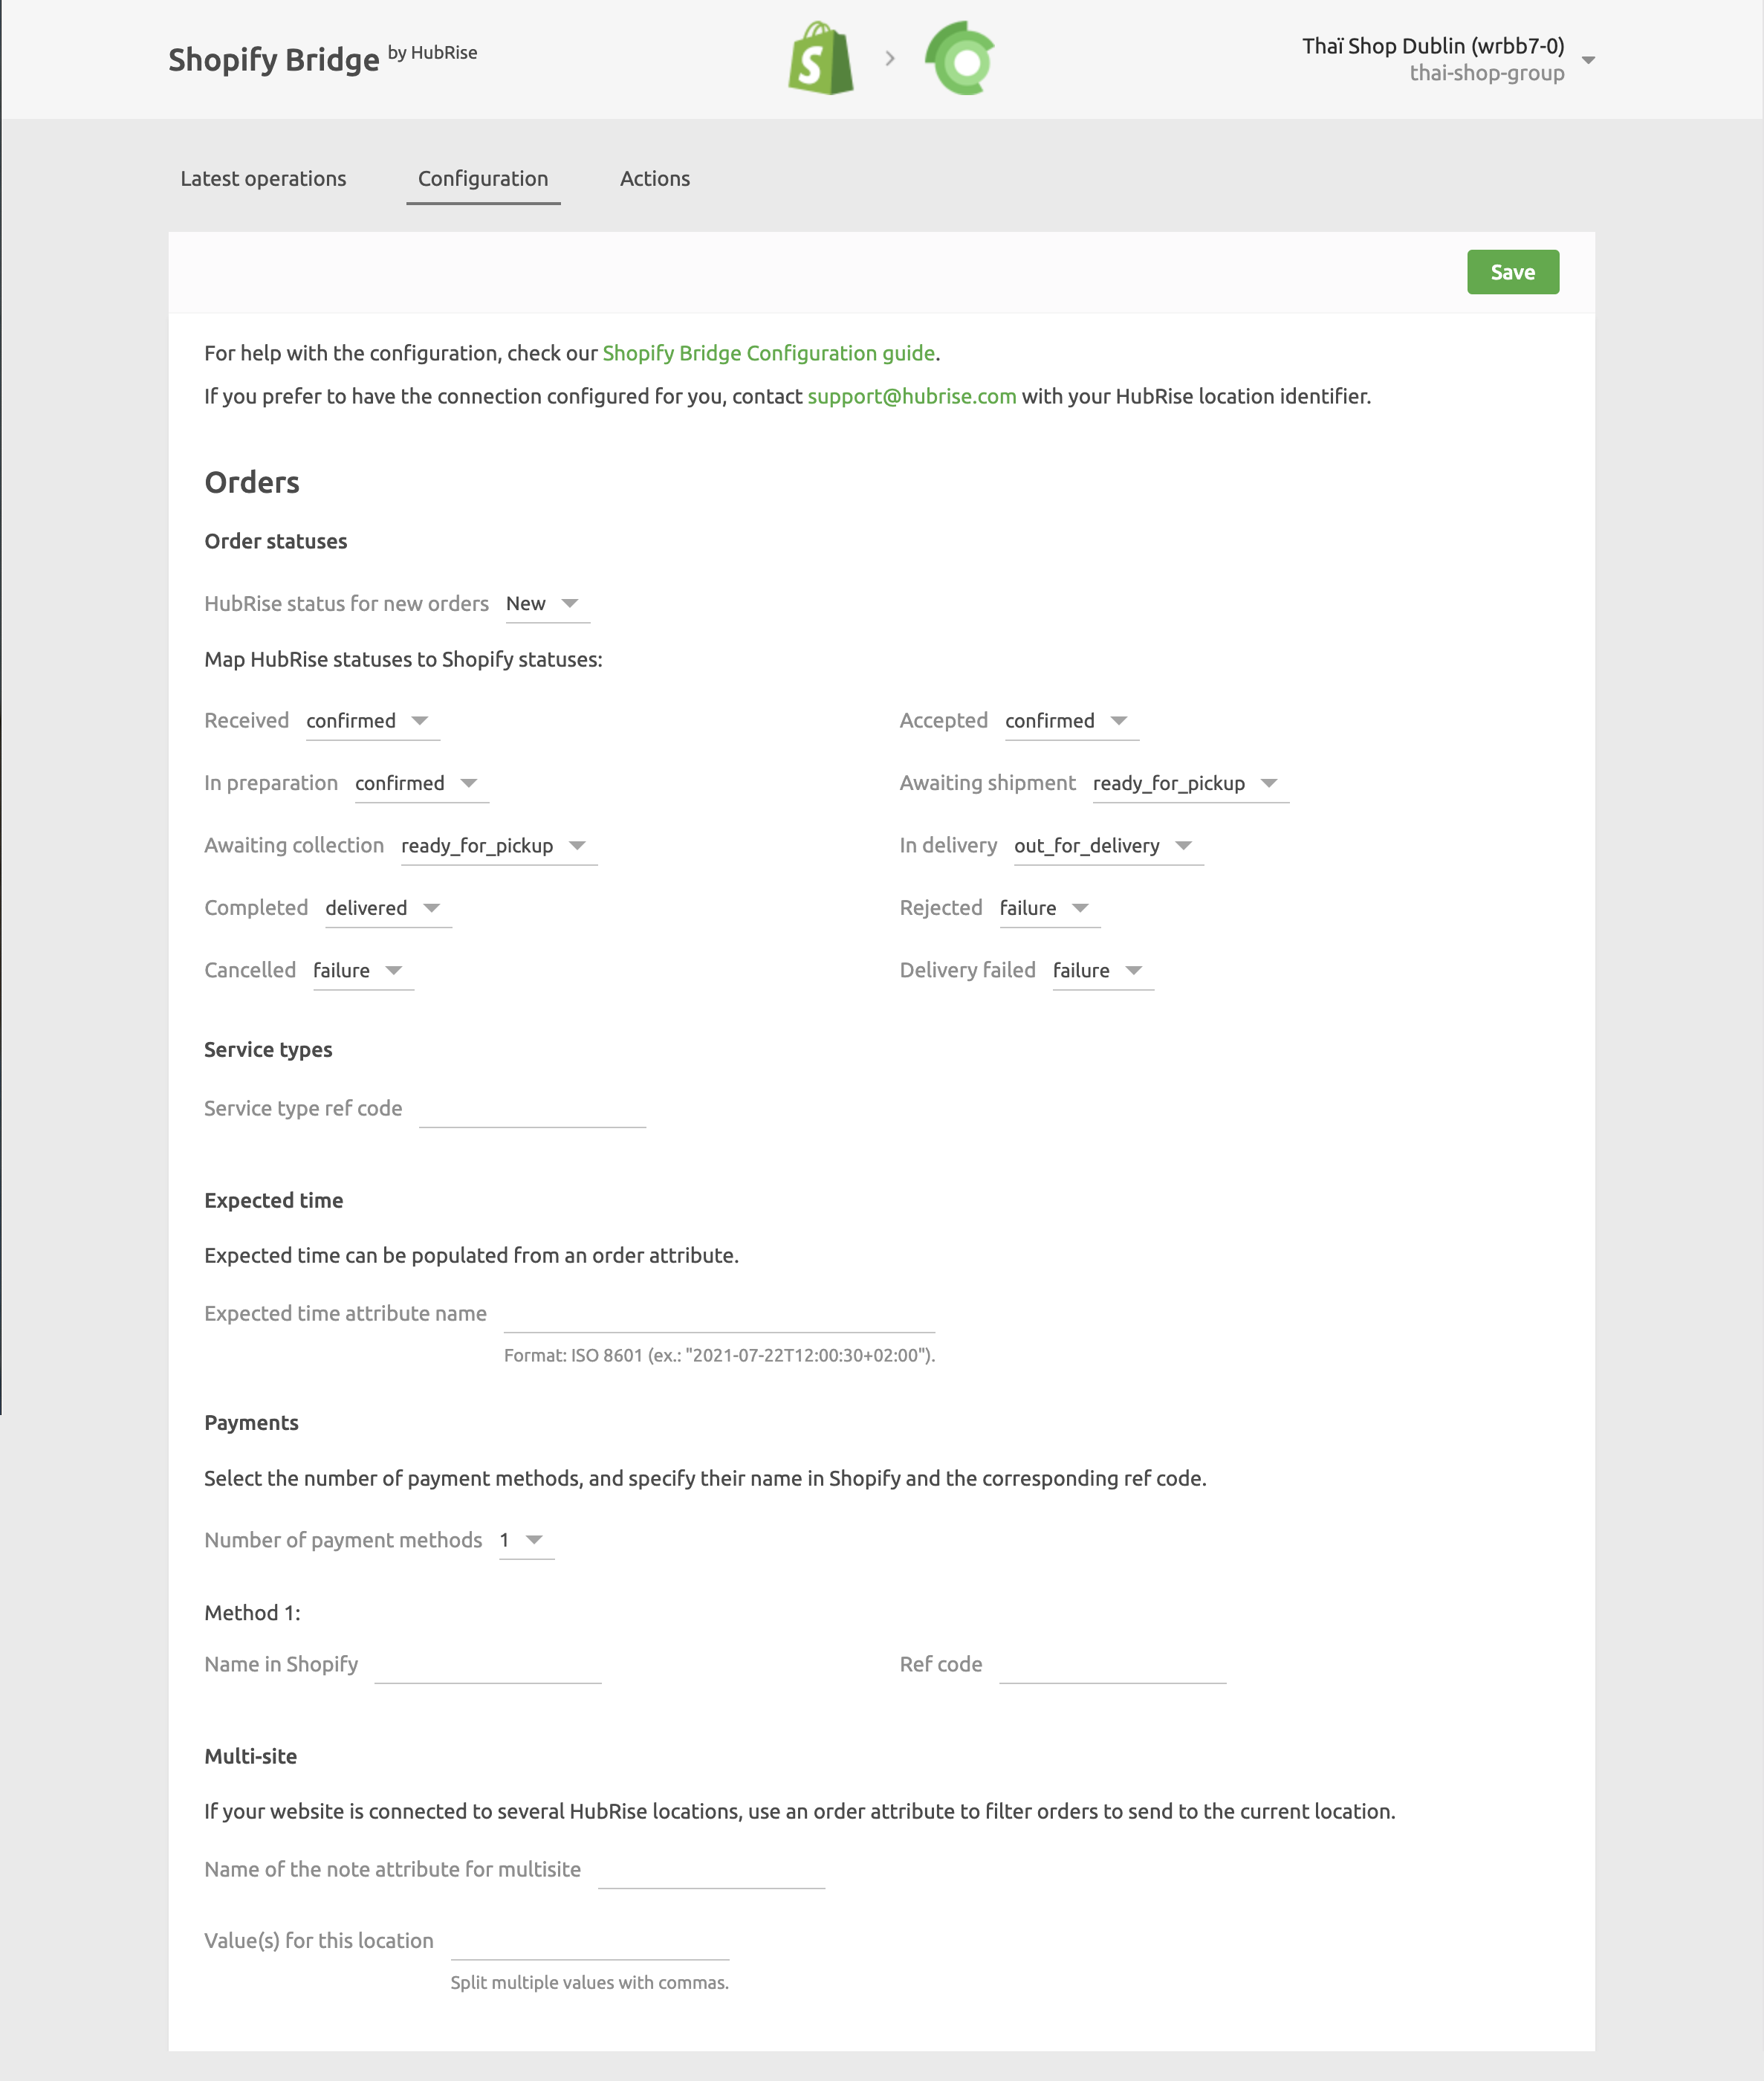 Shopify Bridge by HubRise
Thaï Shop Dublin (wrbb7-0)
thai-shop-group
Latest operations
Configuration
Actions
Save
For help with the configuration, check our Shopify Bridge Configuration guide.
If you prefer to have the connection configured for you, contact support@hubrise.com with your HubRise location identifier.
Orders
Order statuses
HubRise status for new orders New
Map HubRise statuses to Shopify statuses:
Received confirmed
Accepted confirmed
In preparation confirmed
Awaiting shipment ready_for_pickup
Awaiting collection ready_for_pickup
In delivery out_for_delivery
Completed delivered
Rejected failure
Cancelled failure
Delivery failed failure
Service types
Service type ref code
Expected time
Expected time can be populated from an order attribute.
Expected time attribute name
Format: ISO 8601 (ex.: "2021-07-22T12:00:30+02:00").
Payments
Select the number of payment methods, and specify their name in Shopify and the corresponding ref code.
Number of payment methods 1
Method 1:
Name in Shopify
Ref code
Multi-site
If your website is connected to several HubRise locations, use an order attribute to filter orders to send to the current location.
Name of the note attribute for multisite
Value(s) for this location
Split multiple values with commas.